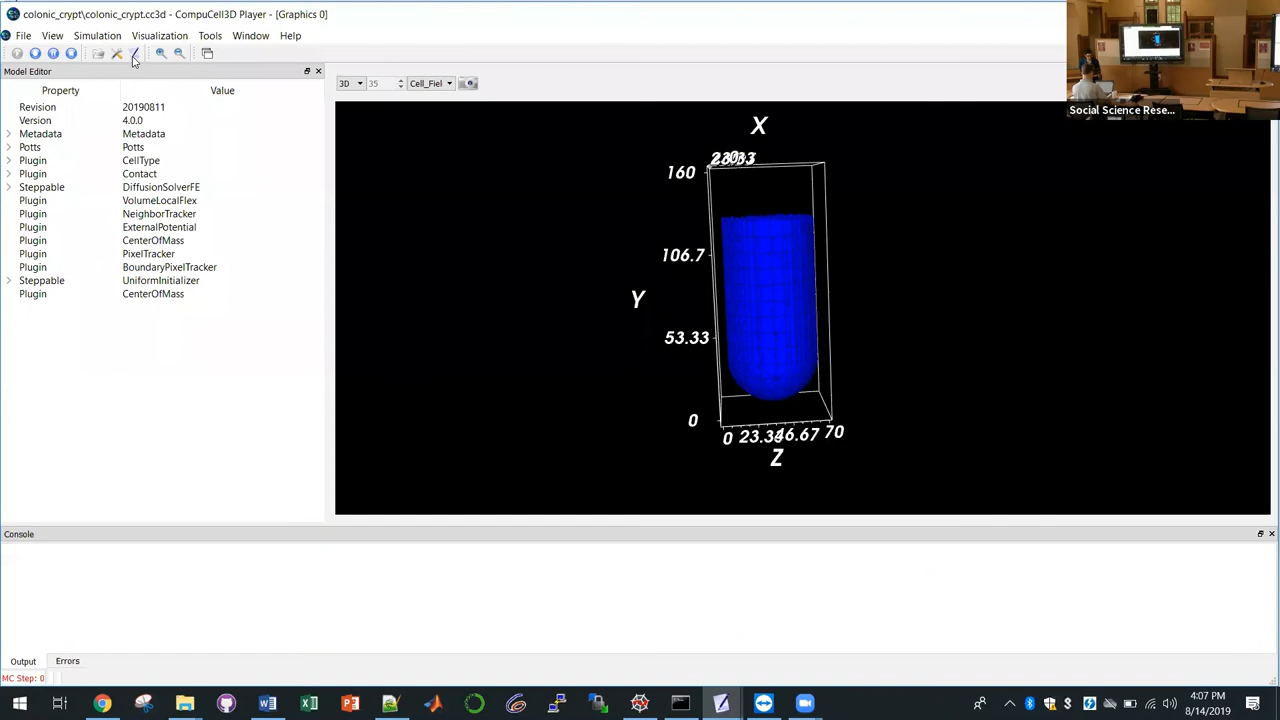 colonic_crypt\colonic_crypt.cc3d - CompuCell3D Player - [Graphics 0]
File View Simulation Visualization Tools Window Help
Model Editor
3D 35 Cell_Fiel
Property Value
Revision 20190811
Version 4.0.0
Metadata Metadata
Potts Potts
Plugin CellType
Plugin Contact
Steppable DiffusionSolverFE
Plugin VolumeLocalFlex
Plugin NeighborTracker
Plugin ExternalPotential
Plugin CenterOfMass
Plugin PixelTracker
Plugin BoundaryPixelTracker
Steppable UniformInitializer
Plugin CenterOfMass
X
160
106.7
Y
53.33
0
0 23.34 46.67 70
Z
Social Science Rese...
Console
Output Errors
MC Step: 0
4:07 PM
8/14/2019